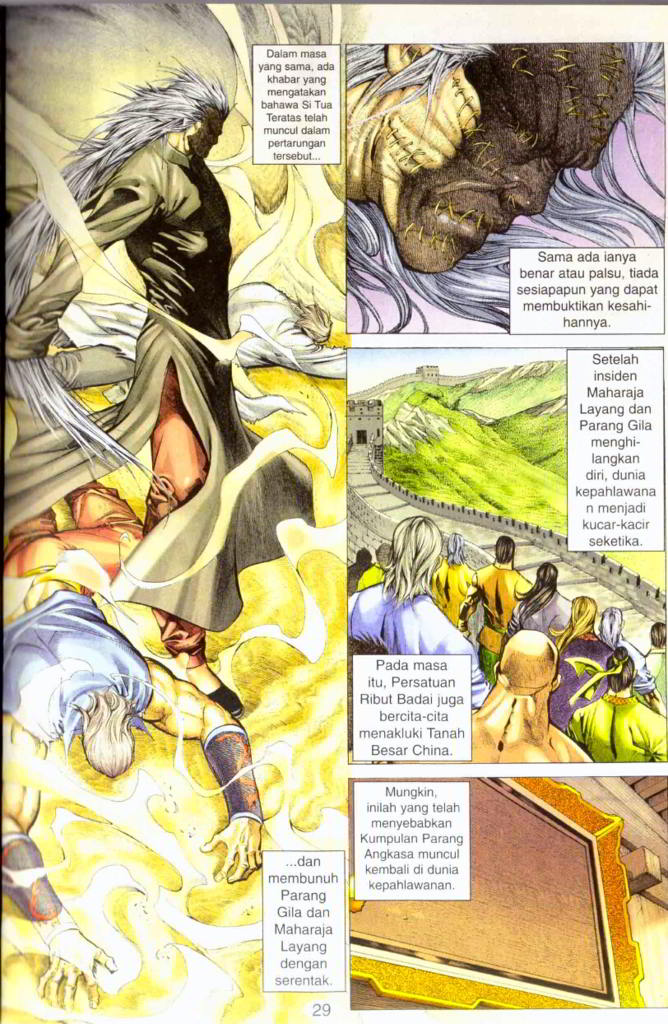 Dalam masa
yang sama, ada
khabar yang
mengatakan
bahawa Si Tua
Teratas telah
muncul dalam
pertarungan
tersebut...
...dan
membunuh
Parang
Gila dan
Maharaja
Layang
dengan
serentak.
Sama ada ianya
benar atau palsu, tiada
sesiapapun yang dapat
membuktikan kesahi-
hannya.
Setelah
insiden
Maharaja
Layang dan
Parang Gila
menghi-
langkan
diri, dunia
kepahlawana
n menjadi
kucar-kacir
seketika.
Pada masa
itu, Persatuan
Ribut Badai juga
bercita-cita
menakluki Tanah
Besar China.
Mungkin,
inilah yang telah
menyebabkan
Kumpulan Parang
Angkasa muncul
kembali di dunia
kepahlawanan.
29